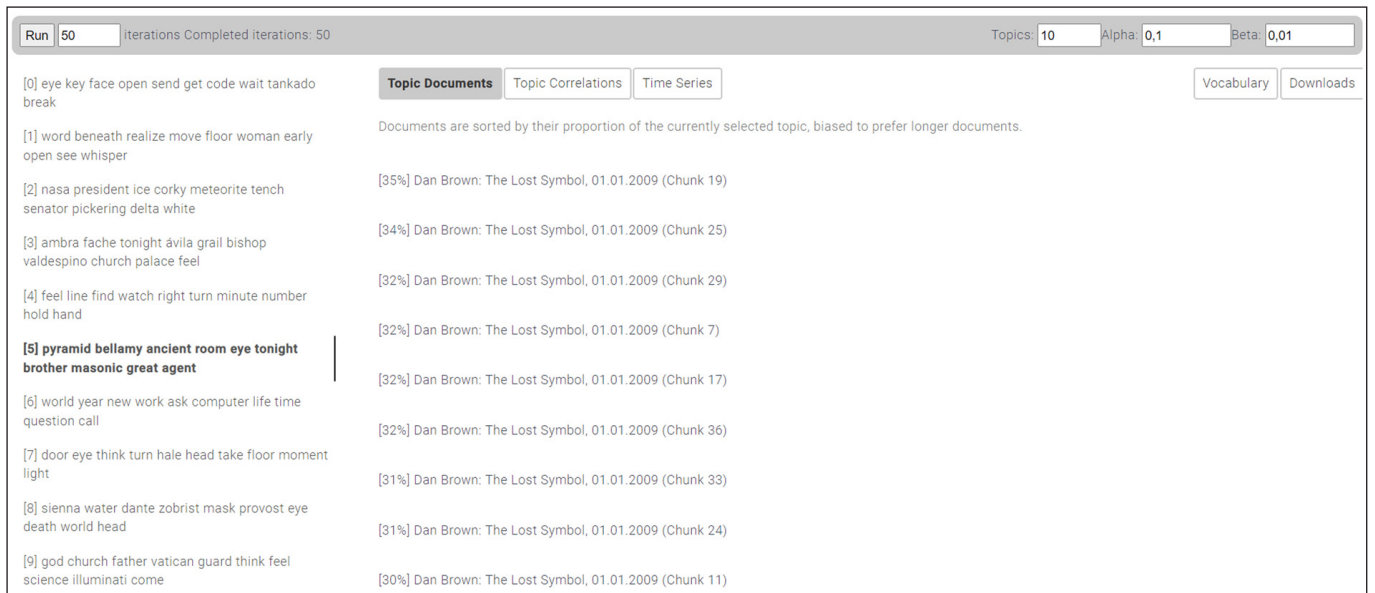 Run 50 iterations Completed iterations: 50 Topics: 10 Alpha: 0,1 Beta: 0,01
[0] eye key face open send get code wait tankado
break
[1] word beneath realize move floor woman early
open see whisper
[2] nasa president ice corky meteorite tench
senator pickering delta white
[3] ambra fache tonight ávila grail bishop
valdespino church palace feel
[4] feel line find watch right turn minute number
hold hand
[5] pyramid bellamy ancient room eye tonight
brother masonic great agent
[6] world year new work ask computer life time
question call
[7] door eye think turn hale head take floor moment
light
[8] sienna water dante zobrist mask provost eye
death world head
[9] god church father vatican guard think feel
science illuminati come
Topic Documents Topic Correlations Time Series Vocabulary Downloads
Documents are sorted by their proportion of the currently selected topic, biased to prefer longer documents.
[35%] Dan Brown: The Lost Symbol, 01.01.2009 (Chunk 19)
[34%] Dan Brown: The Lost Symbol, 01.01.2009 (Chunk 25)
[32%] Dan Brown: The Lost Symbol, 01.01.2009 (Chunk 29)
[32%] Dan Brown: The Lost Symbol, 01.01.2009 (Chunk 7)
[32%] Dan Brown: The Lost Symbol, 01.01.2009 (Chunk 17)
[32%] Dan Brown: The Lost Symbol, 01.01.2009 (Chunk 36)
[31%] Dan Brown: The Lost Symbol, 01.01.2009 (Chunk 33)
[31%] Dan Brown: The Lost Symbol, 01.01.2009 (Chunk 24)
[30%] Dan Brown: The Lost Symbol, 01.01.2009 (Chunk 11)